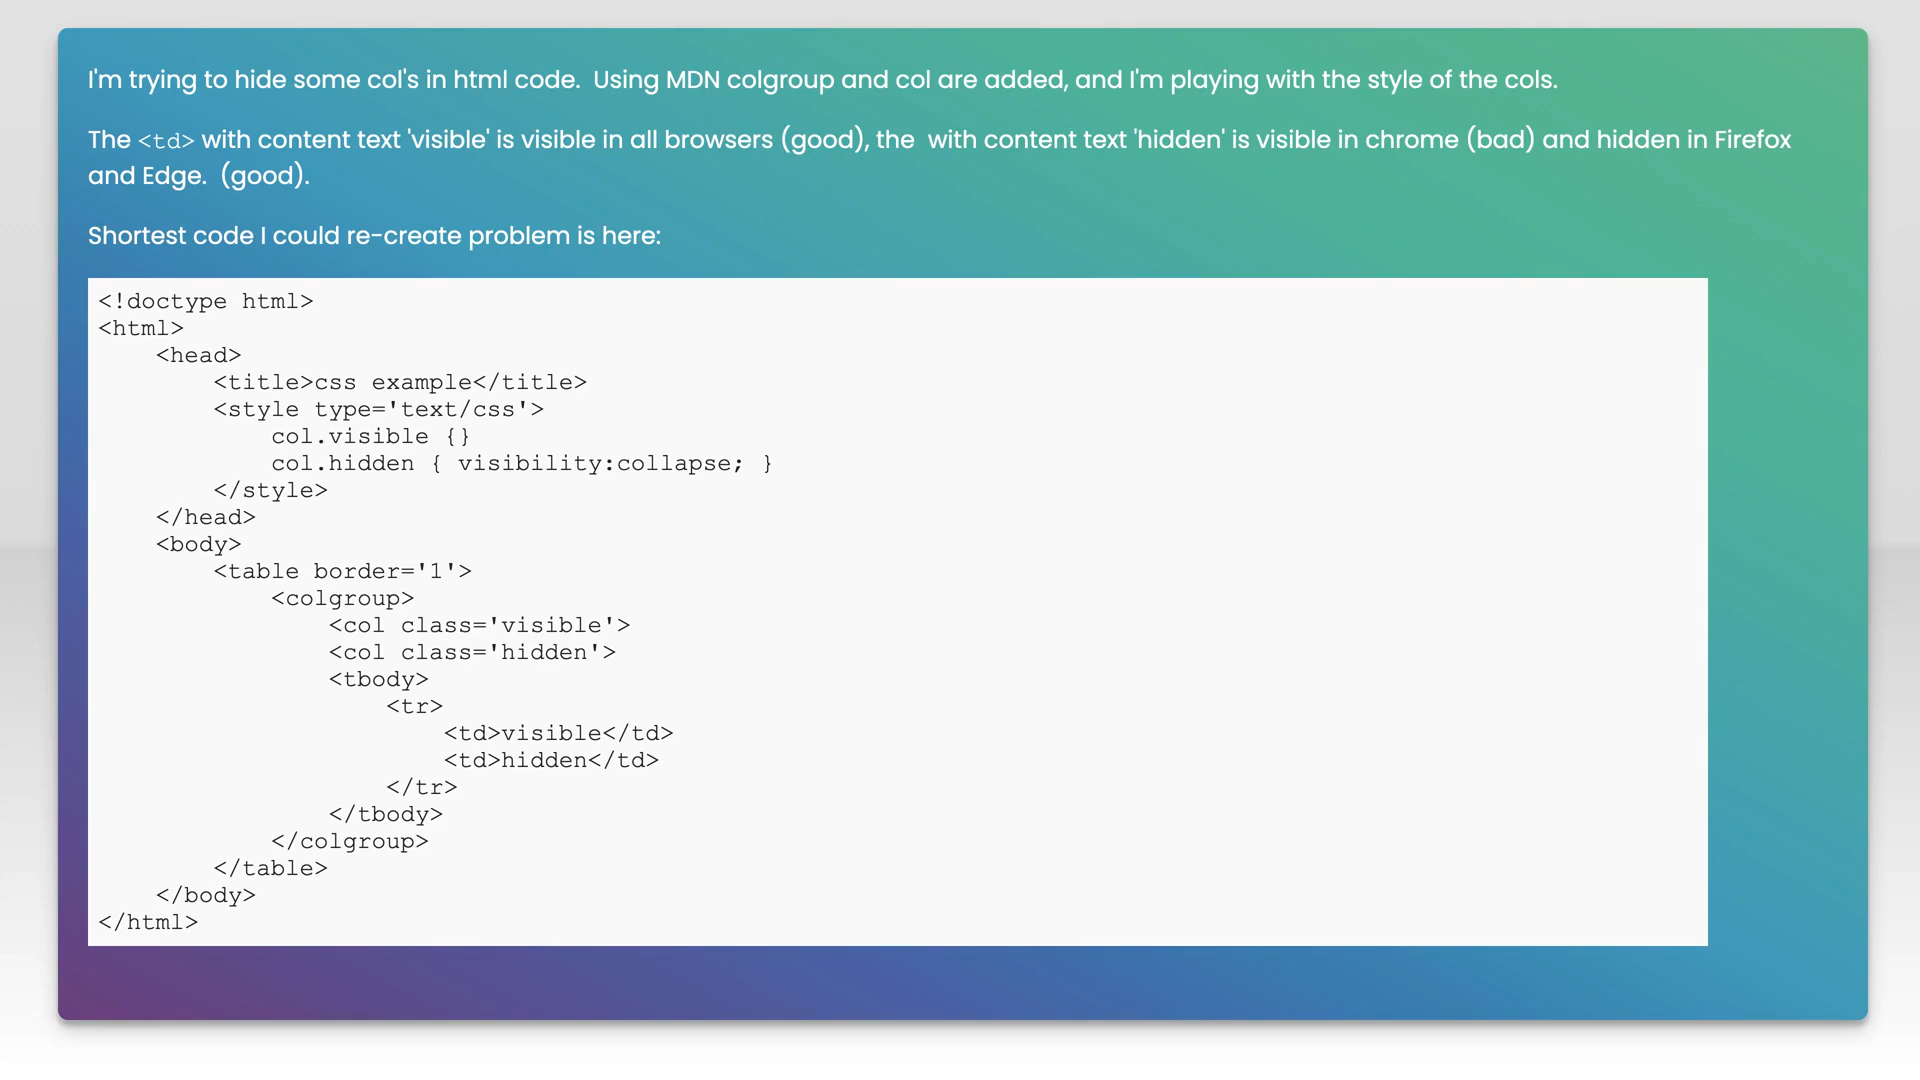 I'm trying to hide some col's in html code.  Using MDN colgroup and col are added, and I'm playing with the style of the cols.
The <td> with content text 'visible' is visible in all browsers (good), the  with content text 'hidden' is visible in chrome (bad) and hidden in Firefox
and Edge.  (good).
Shortest code I could re-create problem is here:
<!doctype html>
<html>
    <head>
        <title>css example</title>
        <style type='text/css'>
            col.visible {}
            col.hidden { visibility:collapse; }
        </style>
    </head>
    <body>
        <table border='1'>
            <colgroup>
                <col class='visible'>
                <col class='hidden'>
                <tbody>
                    <tr>
                        <td>visible</td>
                        <td>hidden</td>
                    </tr>
                </tbody>
            </colgroup>
        </table>
    </body>
</html>